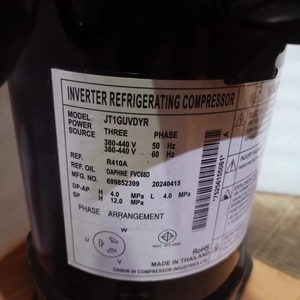 INVERTER REFRIGERATING COMPRESSOR
MODEL JT1GUVDYR
POWER SOURCE THREE PHASE
380-440 V 50 Hz
380-440 V 60 Hz
REF. R410A
REF. OIL DAPHNE FVC68D
MFG. NO. 699852399 20240415
DP-AP H 4.0 MPa L 4.0 MPa
SP H 12.0 MPa
PHASE ARRANGEMENT
W
U
V
RoHS
MADE IN THAILAND
DAIKIN COMPRESSOR INDUSTRIES LTD.